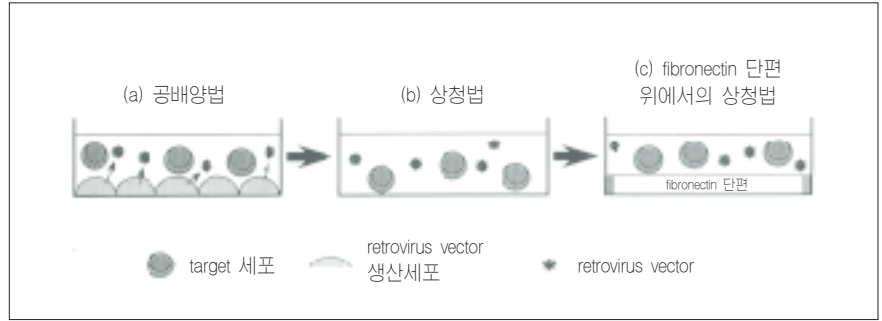 (a) 공배양법
(b) 상청법
(c) fibronectin 단편
위에서의 상청법
fibronectin 단편
target 세포
retrovirus vector
생산세포
retrovirus vector